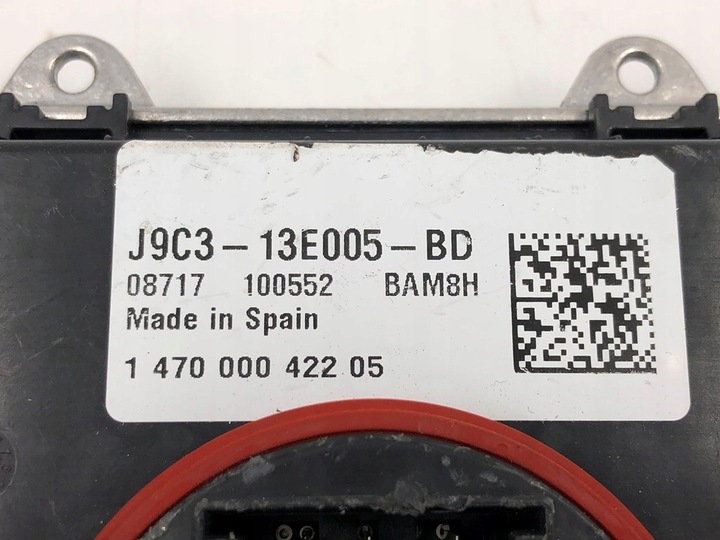 J9C3-13E005-BD
08717 100552 BAM8H
Made in Spain
1 470 000 422 05